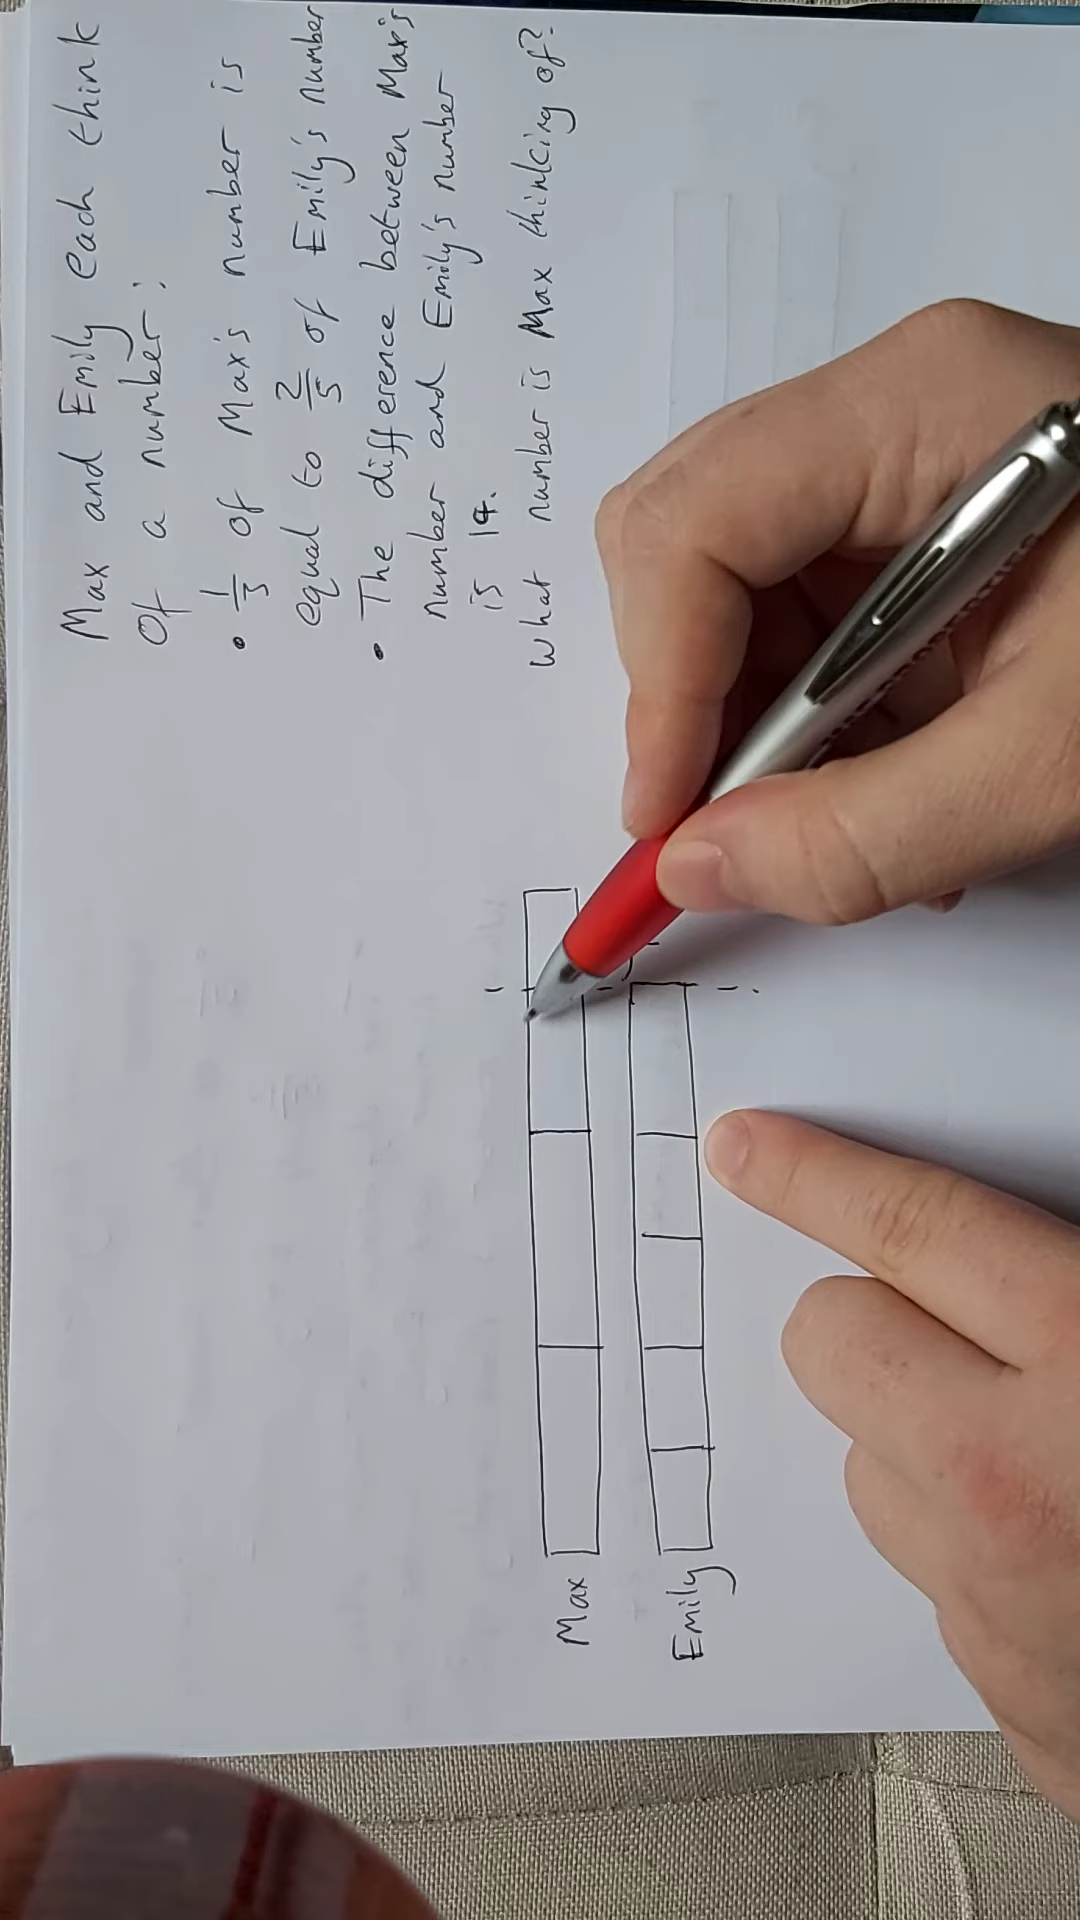 Max and Emily each think
of a number:
• 1/3 of Max's number is
equal to 2/5 of Emily's number
• The difference between Max's
number and Emily's number
is 14.
What number is Max thinking of?
Max
Emily